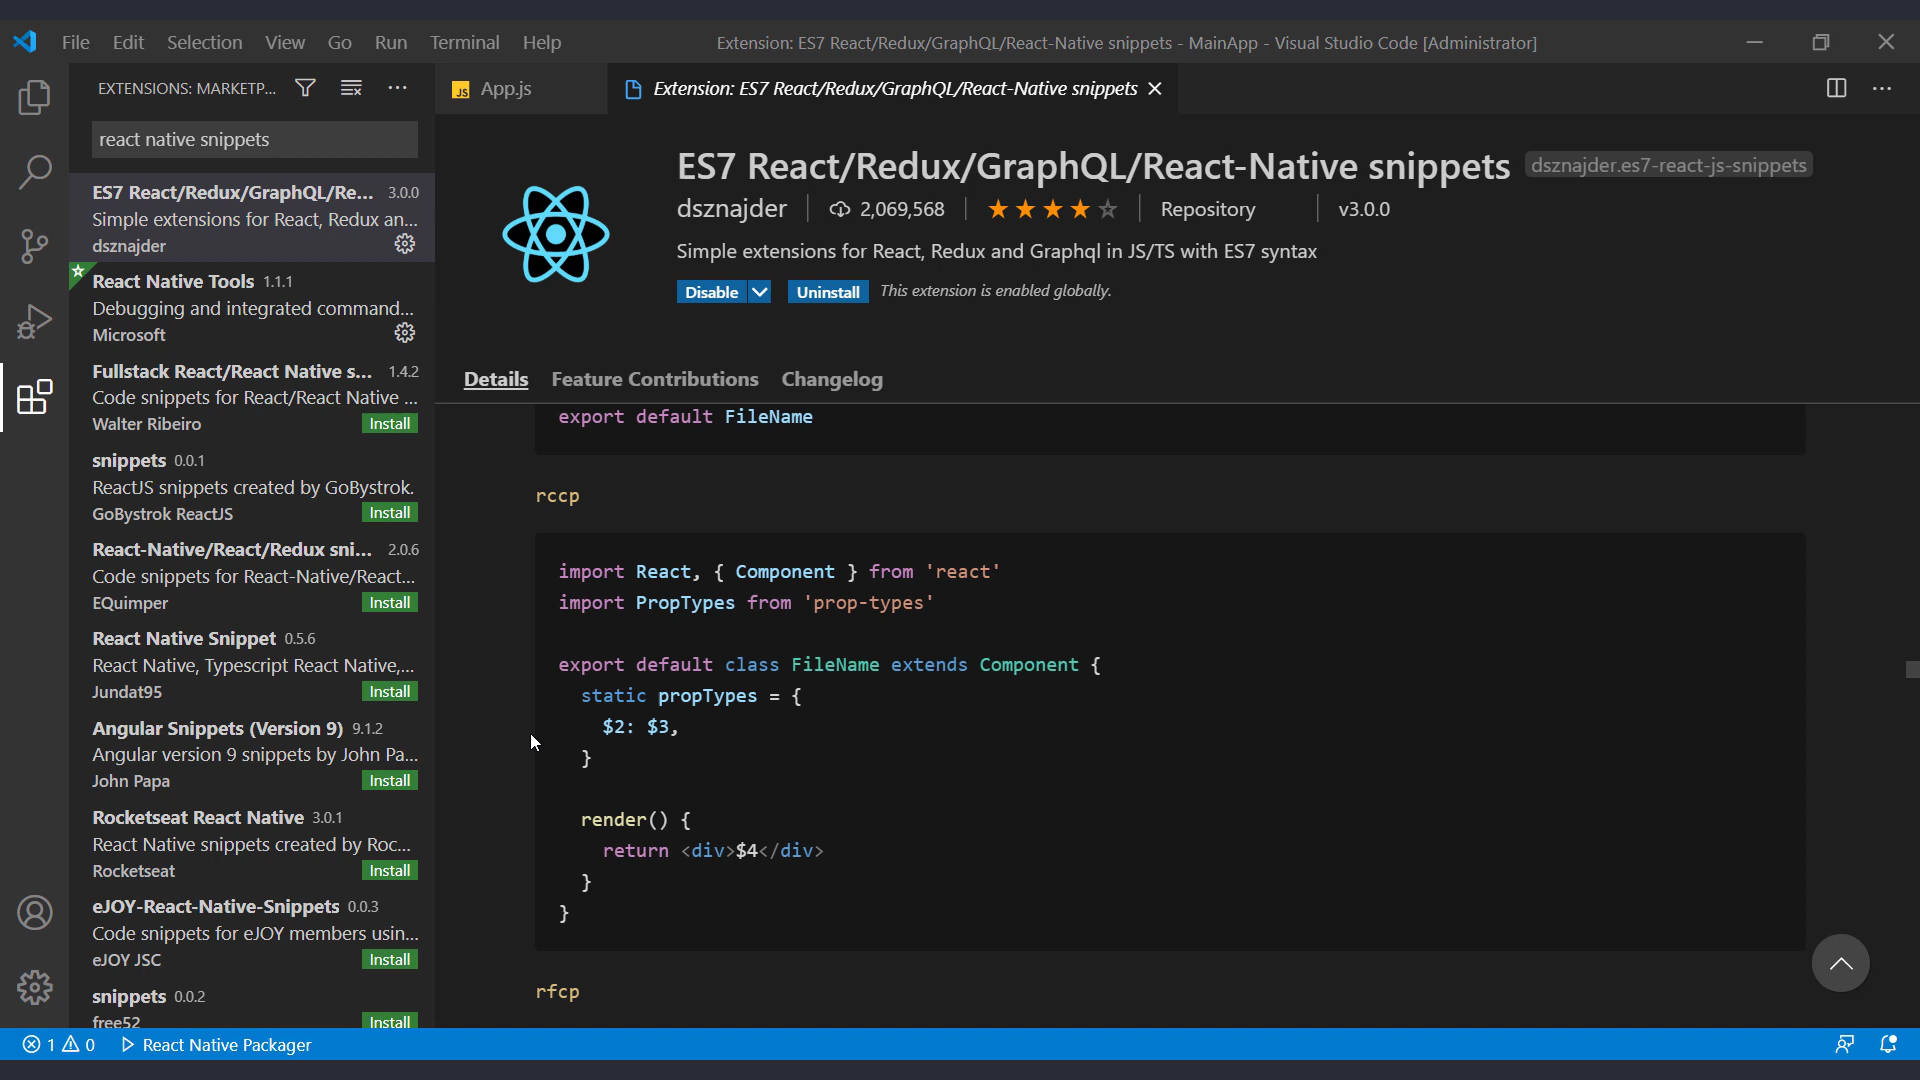 File Edit Selection View Go Run Terminal Help
Extension: ES7 React/Redux/GraphQL/React-Native snippets - MainApp - Visual Studio Code [Administrator]
EXTENSIONS: MARKETP...
JS App.js
Extension: ES7 React/Redux/GraphQL/React-Native snippets
react native snippets
ES7 React/Redux/GraphQL/Re... 3.0.0
Simple extensions for React, Redux an...
dsznajder
React Native Tools 1.1.1
Debugging and integrated command...
Microsoft
Fullstack React/React Native s... 1.4.2
Code snippets for React/React Native ...
Walter Ribeiro Install
snippets 0.0.1
ReactJS snippets created by GoBystrok.
GoBystrok ReactJS Install
React-Native/React/Redux sni... 2.0.6
Code snippets for React-Native/React...
EQuimper Install
React Native Snippet 0.5.6
React Native, Typescript React Native,...
Jundat95 Install
Angular Snippets (Version 9) 9.1.2
Angular version 9 snippets by John Pa...
John Papa Install
Rocketseat React Native 3.0.1
React Native snippets created by Roc...
Rocketseat Install
eJOY-React-Native-Snippets 0.0.3
Code snippets for eJOY members usin...
eJOY JSC Install
snippets 0.0.2
free52 Install
ES7 React/Redux/GraphQL/React-Native snippets dsznajder.es7-react-js-snippets
dsznajder 2,069,568 Repository v3.0.0
Simple extensions for React, Redux and Graphql in JS/TS with ES7 syntax
Disable Uninstall This extension is enabled globally.
Details Feature Contributions Changelog
export default FileName
rccp
import React, { Component } from 'react'
import PropTypes from 'prop-types'
export default class FileName extends Component {
static propTypes = {
$2: $3,
}
render() {
return <div>$4</div>
}
}
rfcp
1 0 React Native Packager